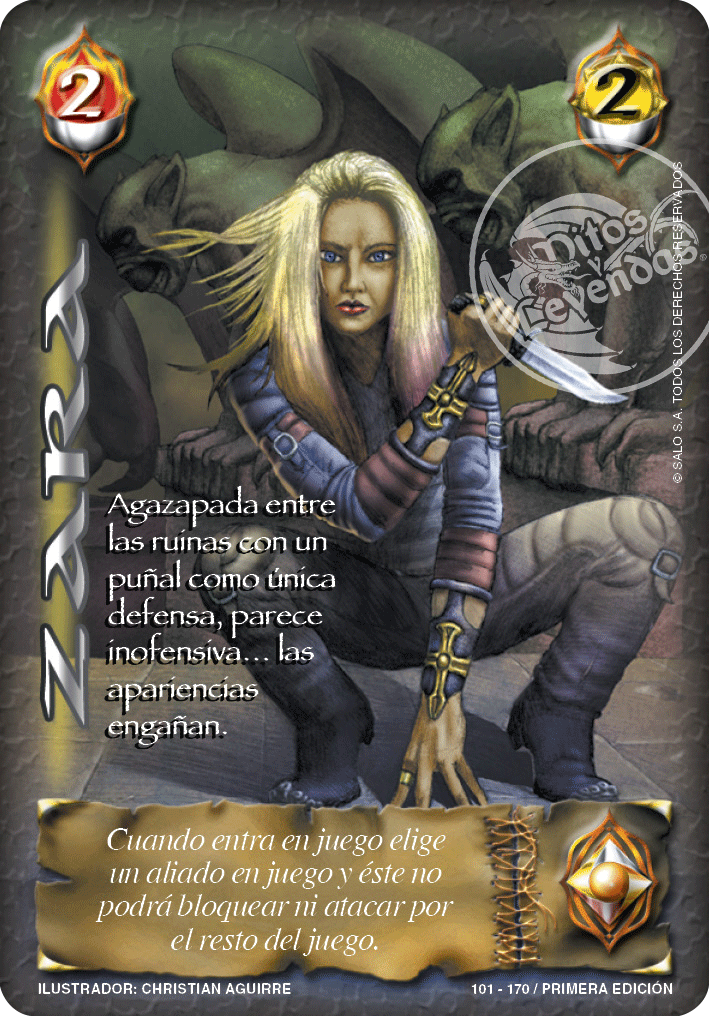 2
2
Mitos
y
Leyendas
®
© SALO S.A. TODOS LOS DERECHOS RESERVADOS
ZARA
Agazapada entre
las ruinas con un
puñal como única
defensa, parece
inofensiva... las
apariencias
engañan.
Cuando entra en juego elige
un aliado en juego y éste no
podrá bloquear ni atacar por
el resto del juego.
ILUSTRADOR: CHRISTIAN AGUIRRE
101 - 170 / PRIMERA EDICIÓN